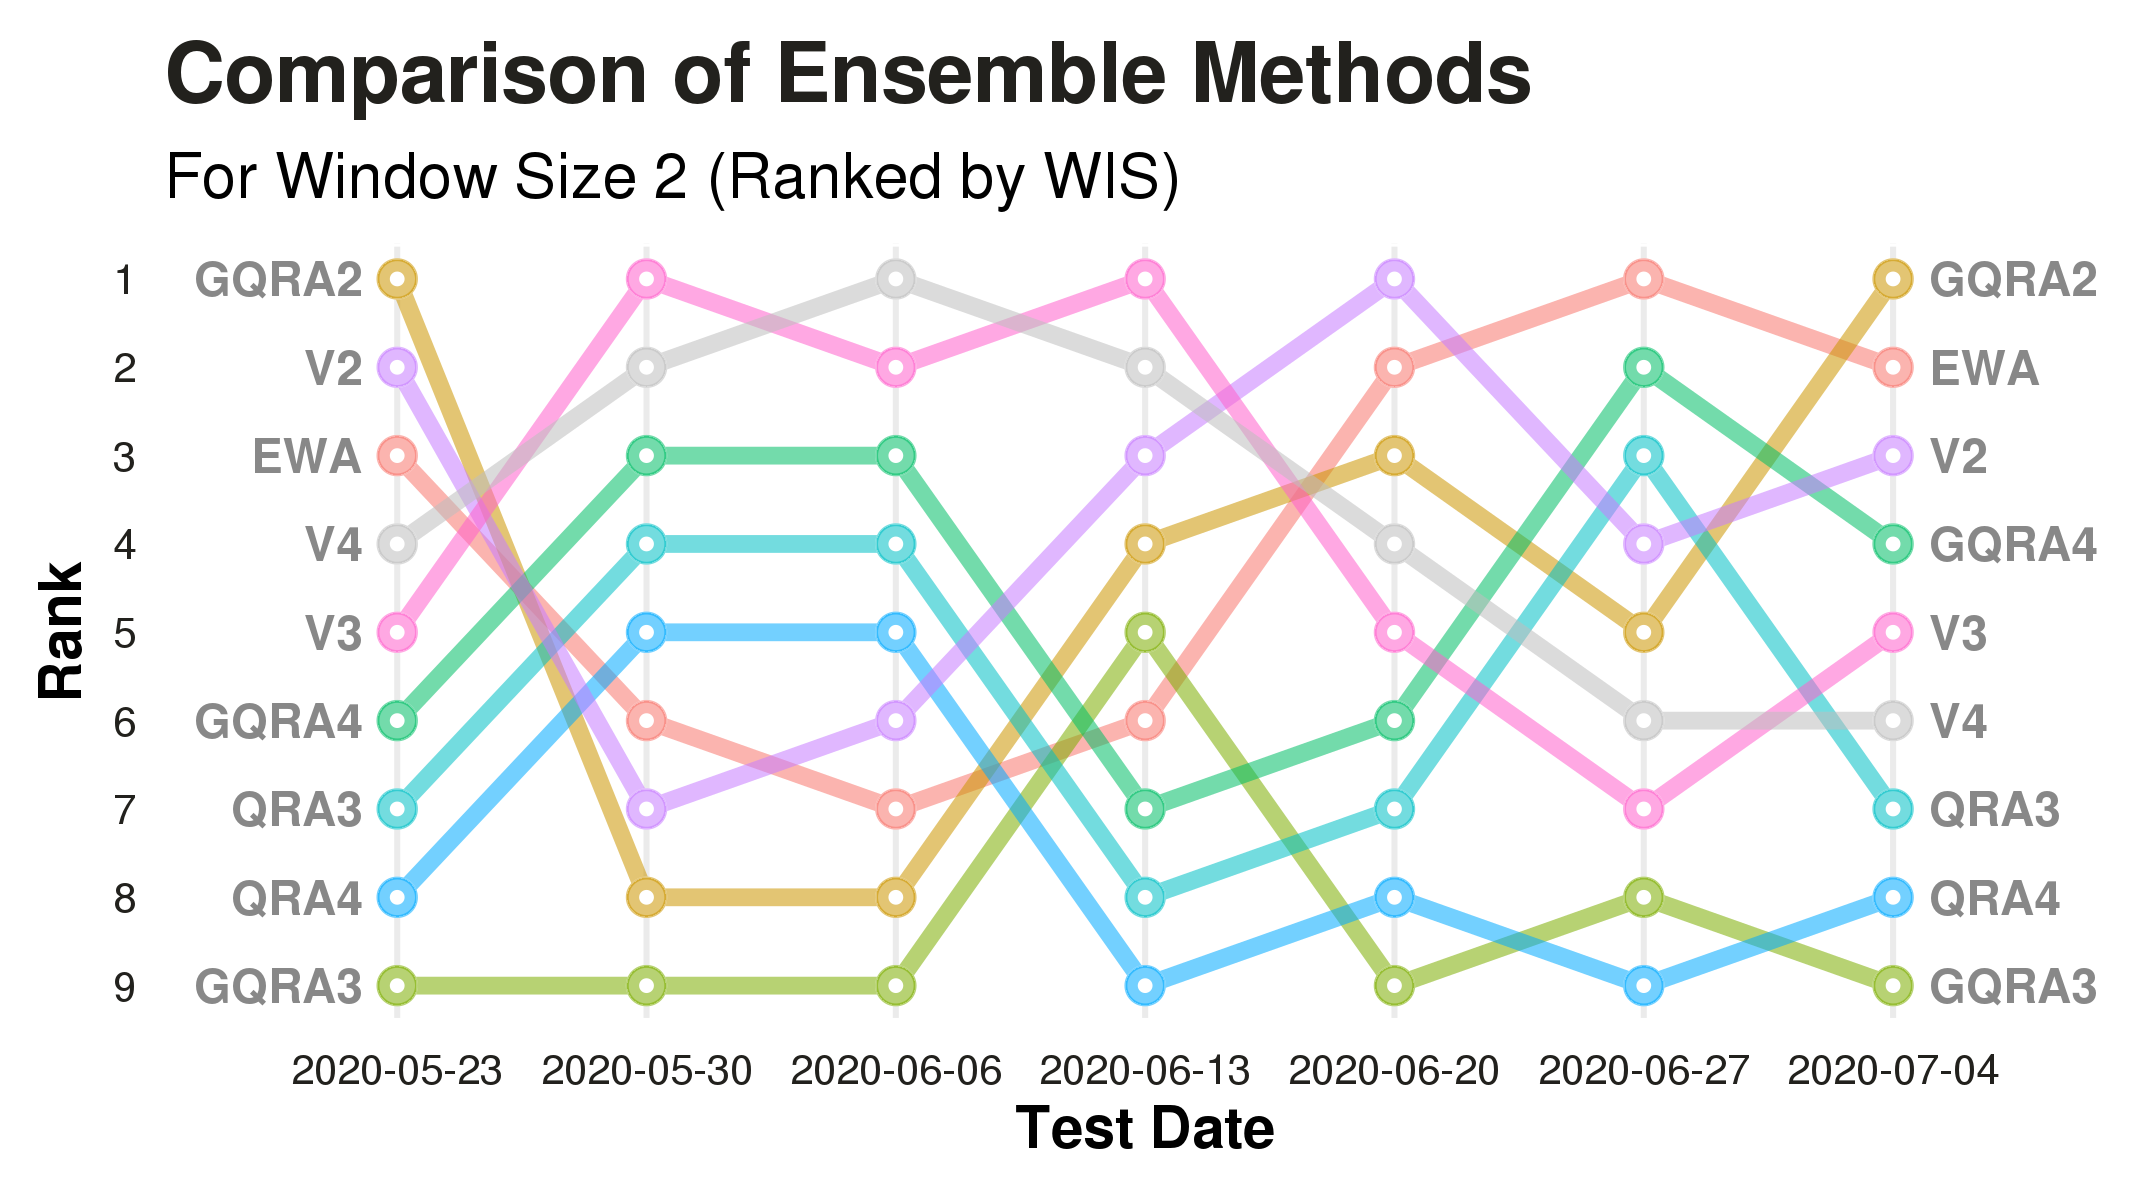 Comparison of Ensemble Methods
For Window Size 2 (Ranked by WIS)
1 GQRA2 GQRA2
2 V2 EWA
3 EWA V2
4 V4 GQRA4
5 V3 V3
6 GQRA4 V4
7 QRA3 QRA3
8 QRA4 QRA4
9 GQRA3 GQRA3
Rank
2020-05-23 2020-05-30 2020-06-06 2020-06-13 2020-06-20 2020-06-27 2020-07-04
Test Date